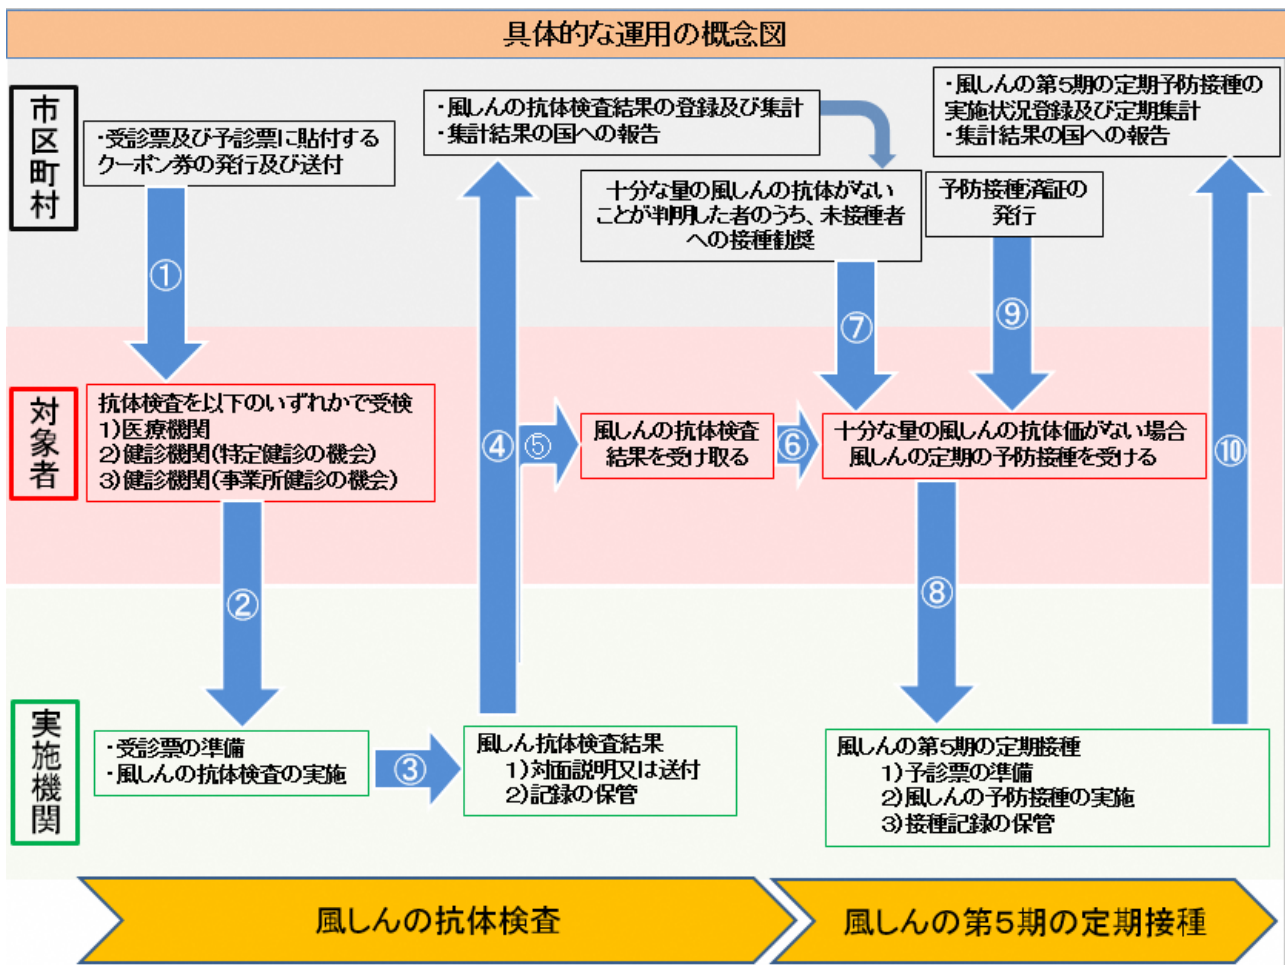 具体的な運用の概念図
市区町村
・受診票及び予診票に貼付する
クーポン券の発行及び送付
・風しんの抗体検査結果の登録及び集計
・集計結果の国への報告
・風しんの第5期の定期予防接種の
実施状況登録及び定期集計
・集計結果の国への報告
十分な量の風しんの抗体がない
ことが判明した者のうち、未接種者
への接種勧奨
予防接種済証の
発行
①
⑦
⑨
対象者
抗体検査を以下のいずれかで受検
1)医療機関
2)健診機関(特定健診の機会)
3)健診機関(事業所健診の機会)
④
⑤
風しんの抗体検査
結果を受け取る
⑥
十分な量の風しんの抗体価がない場合
風しんの定期の予防接種を受ける
⑩
②
⑧
実施機関
・受診票の準備
・風しんの抗体検査の実施
③
風しん抗体検査結果
1)対面説明又は送付
2)記録の保管
風しんの第5期の定期接種
1)予診票の準備
2)風しんの予防接種の実施
3)接種記録の保管
風しんの抗体検査
風しんの第5期の定期接種